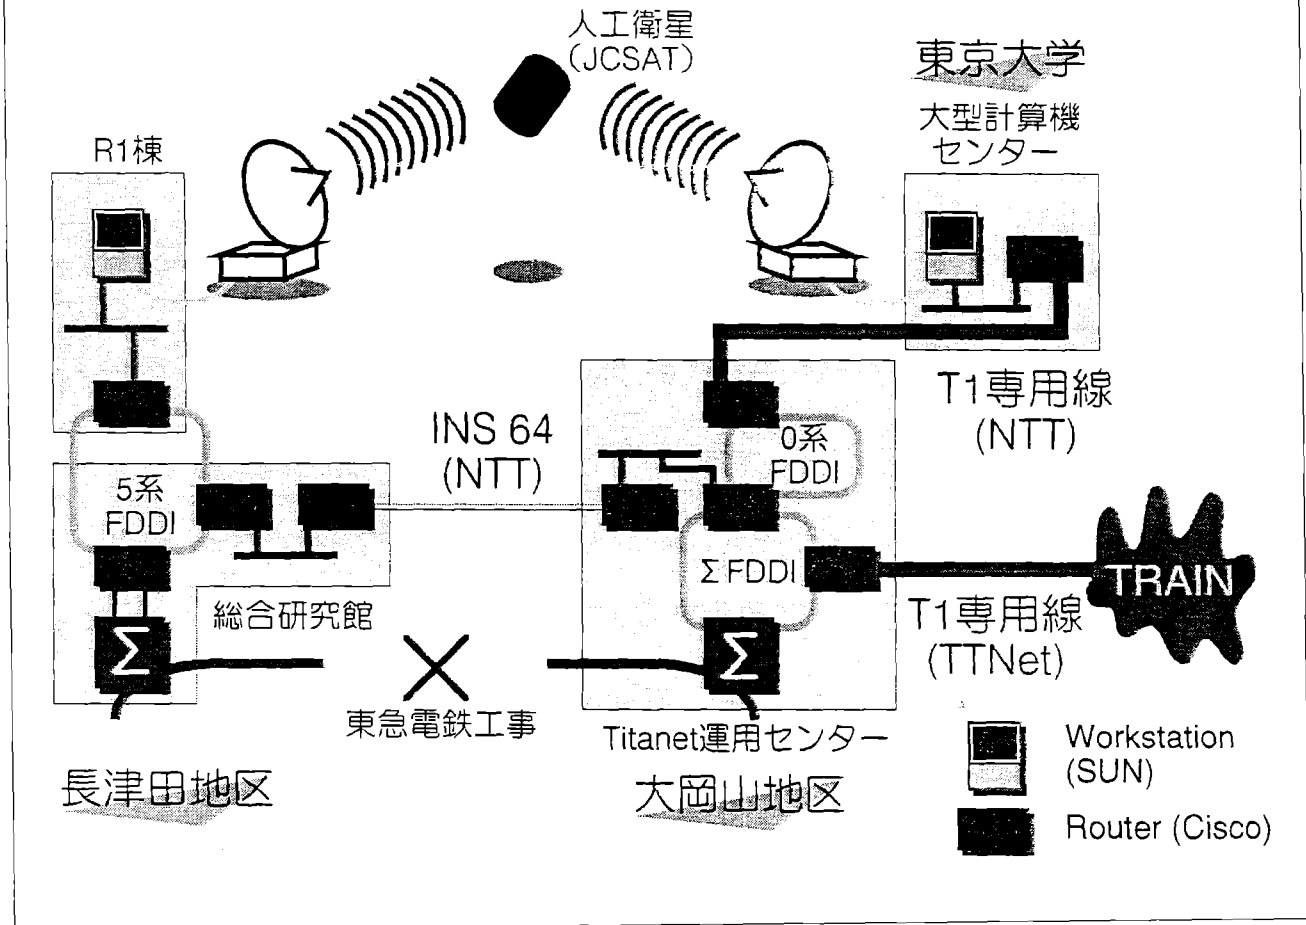 人工衛星
(JCSAT)
東京大学
大型計算機
センター
R1棟
T1専用線
(NTT)
INS 64
(NTT)
0系
FDDI
5系
FDDI
Σ FDDI
TRAIN
総合研究館
T1専用線
(TTNet)
Σ
Σ
東急電鉄工事
Titanet運用センター
長津田地区
大岡山地区
Workstation
(SUN)
Router (Cisco)